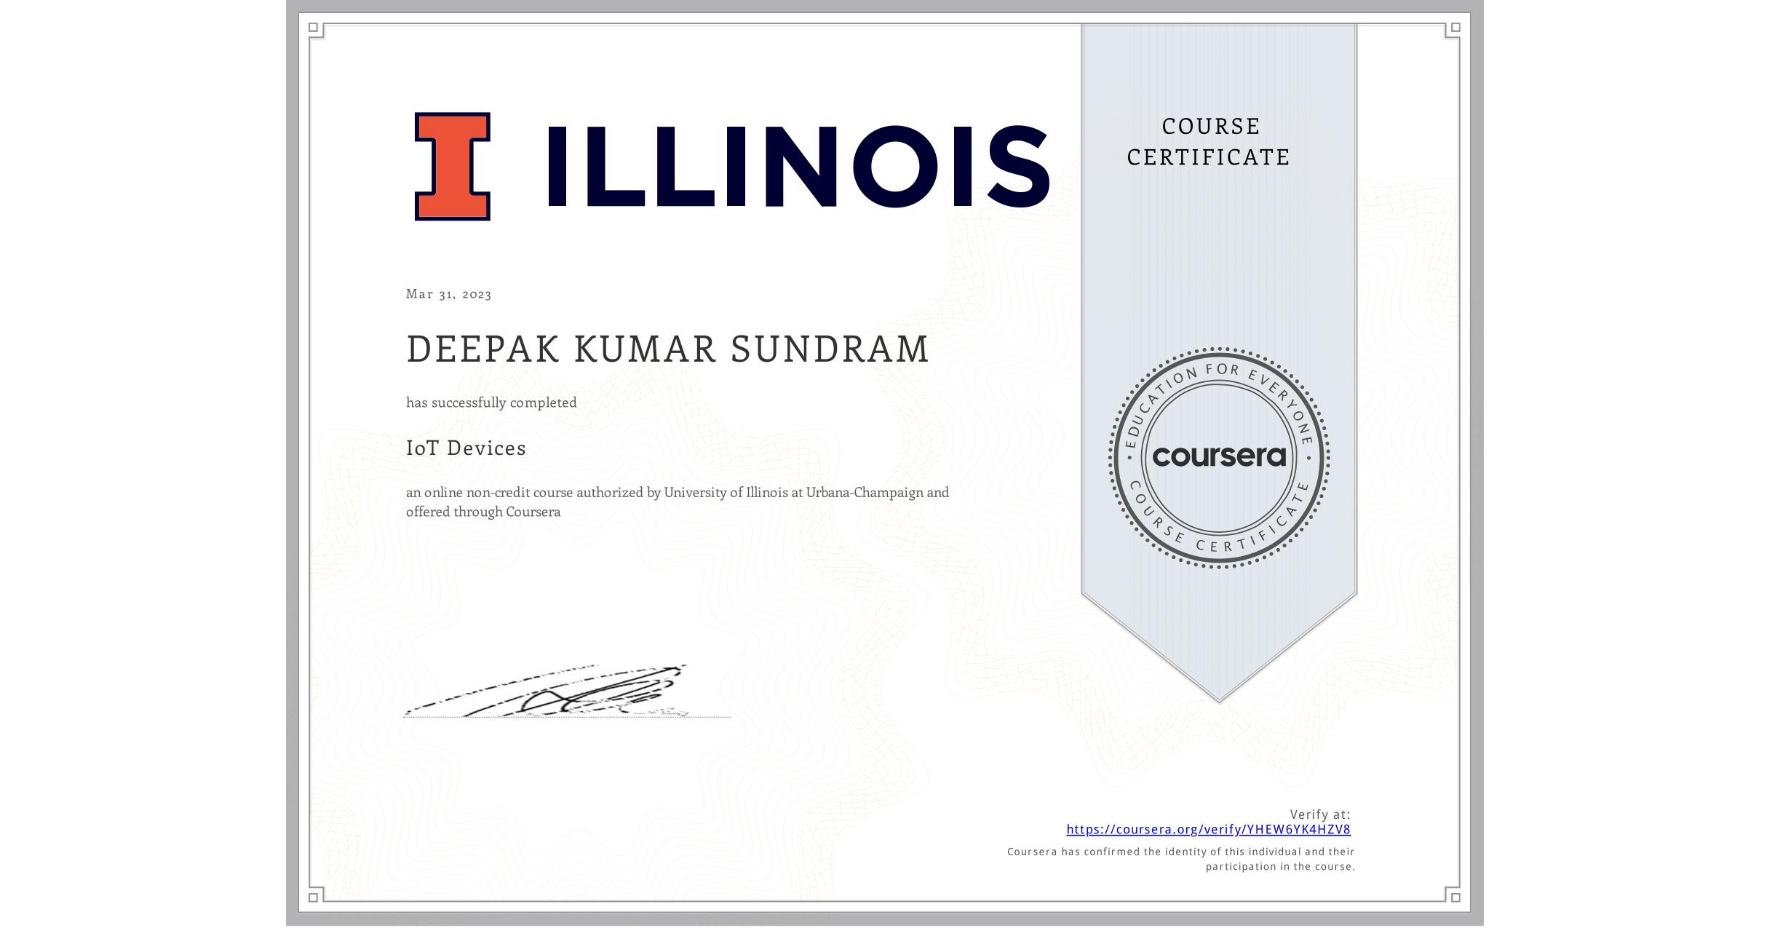 ILLINOIS
COURSE
CERTIFICATE
Mar 31, 2023
DEEPAK KUMAR SUNDRAM
has successfully completed
IoT Devices
an online non-credit course authorized by University of Illinois at Urbana-Champaign and
offered through Coursera
EDUCATION FOR EVERYONE
coursera
COURSE CERTIFICATE
Verify at:
https://coursera.org/verify/YHEW6YK4HZV8
Coursera has confirmed the identity of this individual and their
participation in the course.